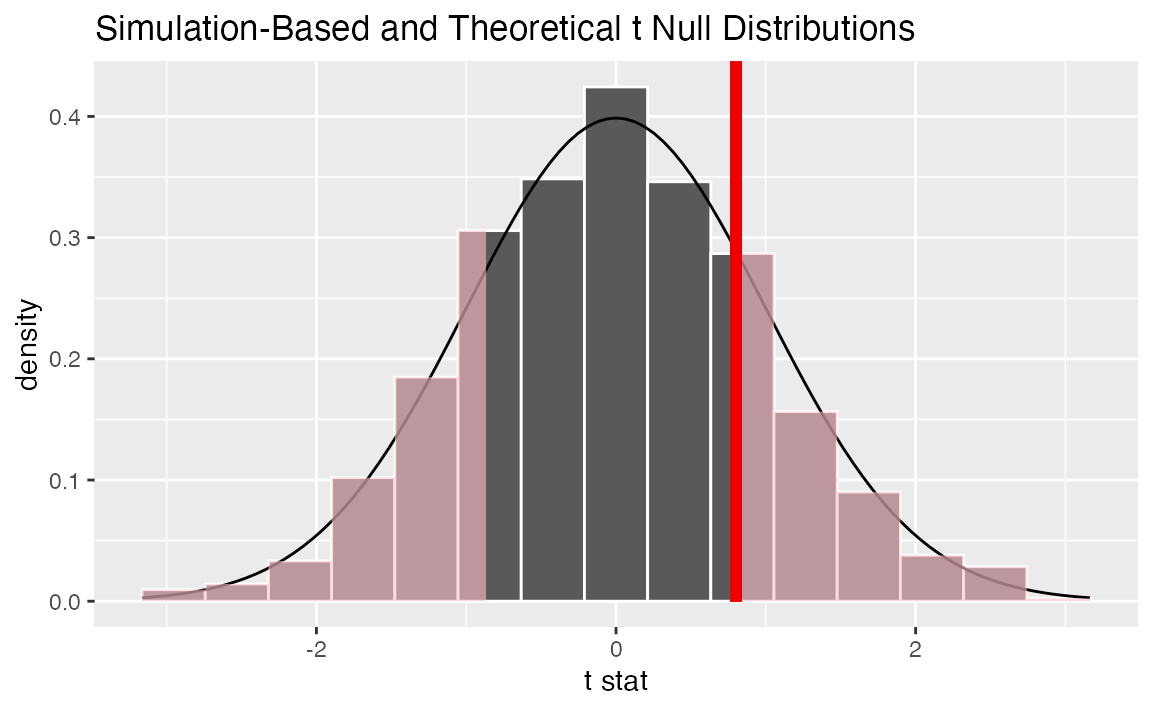 Simulation-Based and Theoretical t Null Distributions
0.4
0.3
0.2
0.1
0.0
density
-2 0 2
t stat